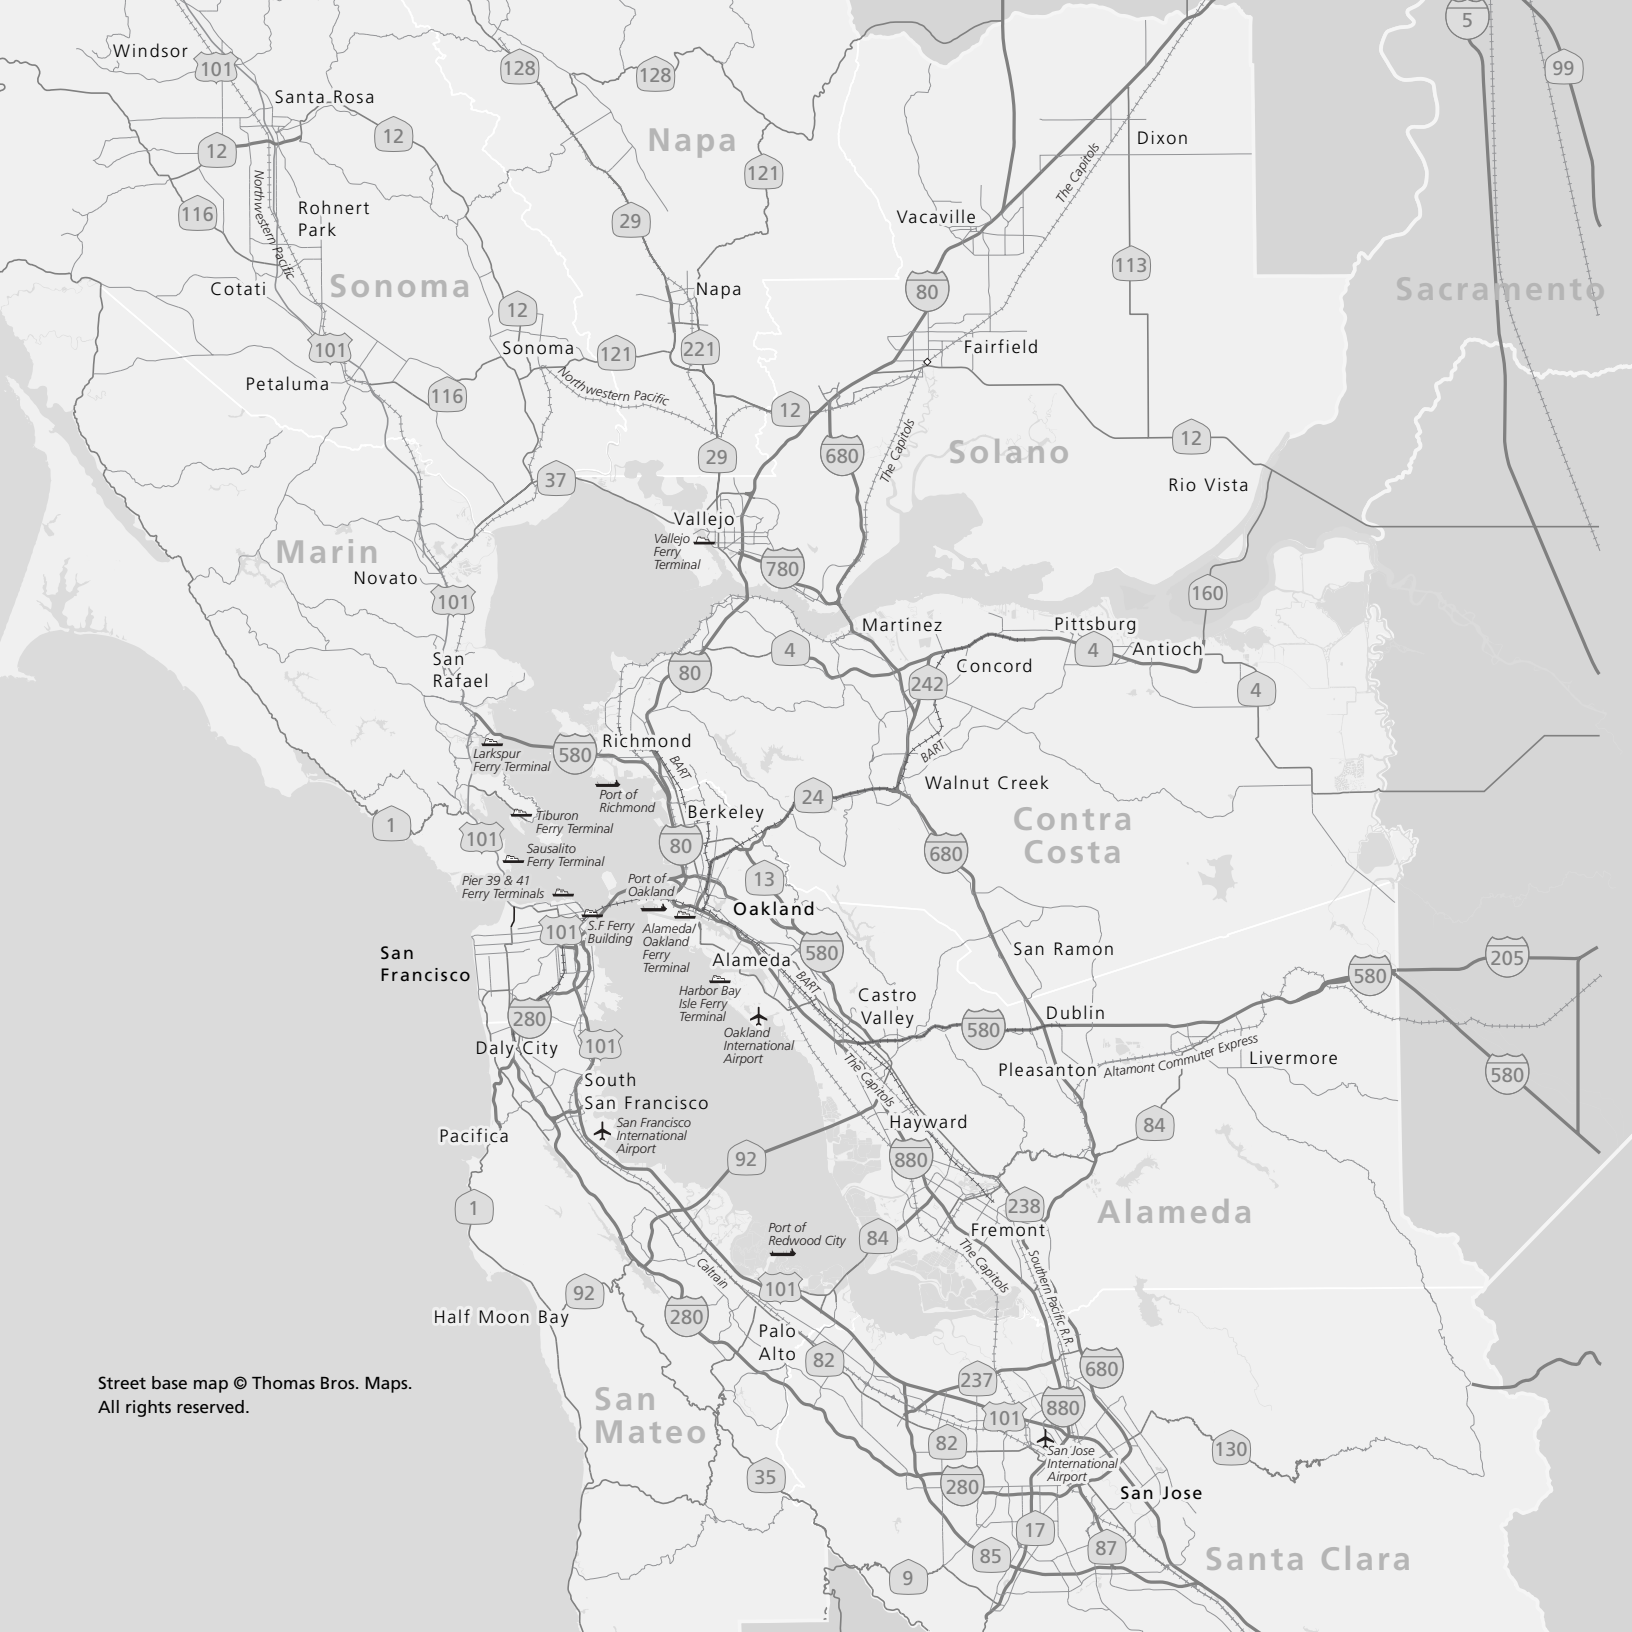 Windsor
101
128
128
5
99
Santa Rosa
12
12
Napa
Dixon
121
The Capitols
Northwestern Pacific
116
Rohnert
Park
29
Vacaville
113
Cotati
Sonoma
Napa
80
Sacramento
12
101
Sonoma
121
221
Fairfield
Petaluma
116
Northwestern Pacific
12
The Capitols
12
29
680
Solano
37
Rio Vista
Vallejo
Vallejo
Ferry
Terminal
Marin
Novato
780
101
160
Martinez
Pittsburg
San
Rafael
4
4
Antioch
80
Concord
242
4
Larkspur
Ferry Terminal
580
Richmond
BART
BART
Port of
Richmond
24
Walnut Creek
1
101
Tiburon
Ferry Terminal
Berkeley
Contra
Costa
Sausalito
Ferry Terminal
80
680
Pier 39 & 41
Ferry Terminals
Port of
Oakland
13
Oakland
101
S.F Ferry
Building
Alameda/
Oakland
Ferry
Terminal
San
Francisco
Alameda
580
San Ramon
205
BART
580
Harbor Bay
Isle Ferry
Terminal
Castro
Valley
280
Oakland
International
Airport
580
Dublin
101
Daly City
The Capitols
Pleasanton
Altamont Commuter Express
Livermore
580
South
San Francisco
Pacifica
San Francisco
International
Airport
Hayward
84
92
880
1
238
Alameda
Port of
Redwood City
84
Fremont
The Capitols
Southern Pacific R.R.
Caltrain
101
92
Half Moon Bay
280
Palo
Alto
82
237
680
Street base map © Thomas Bros. Maps.
All rights reserved.
San
Mateo
101
880
82
San Jose
International
Airport
130
35
280
San Jose
17
85
87
Santa Clara
9